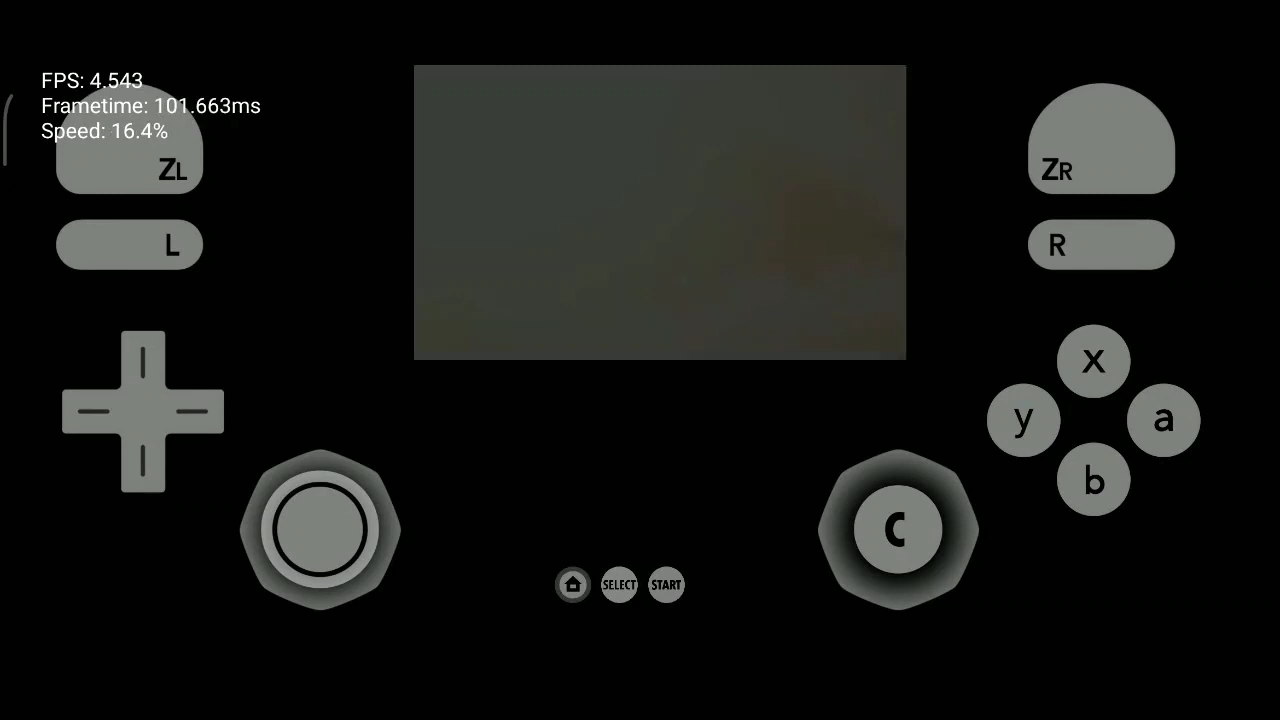 FPS: 4.543
Frametime: 101.663ms
Speed: 16.4%
ZL
ZR
L
R
x
y
a
b
C
SELECT
START